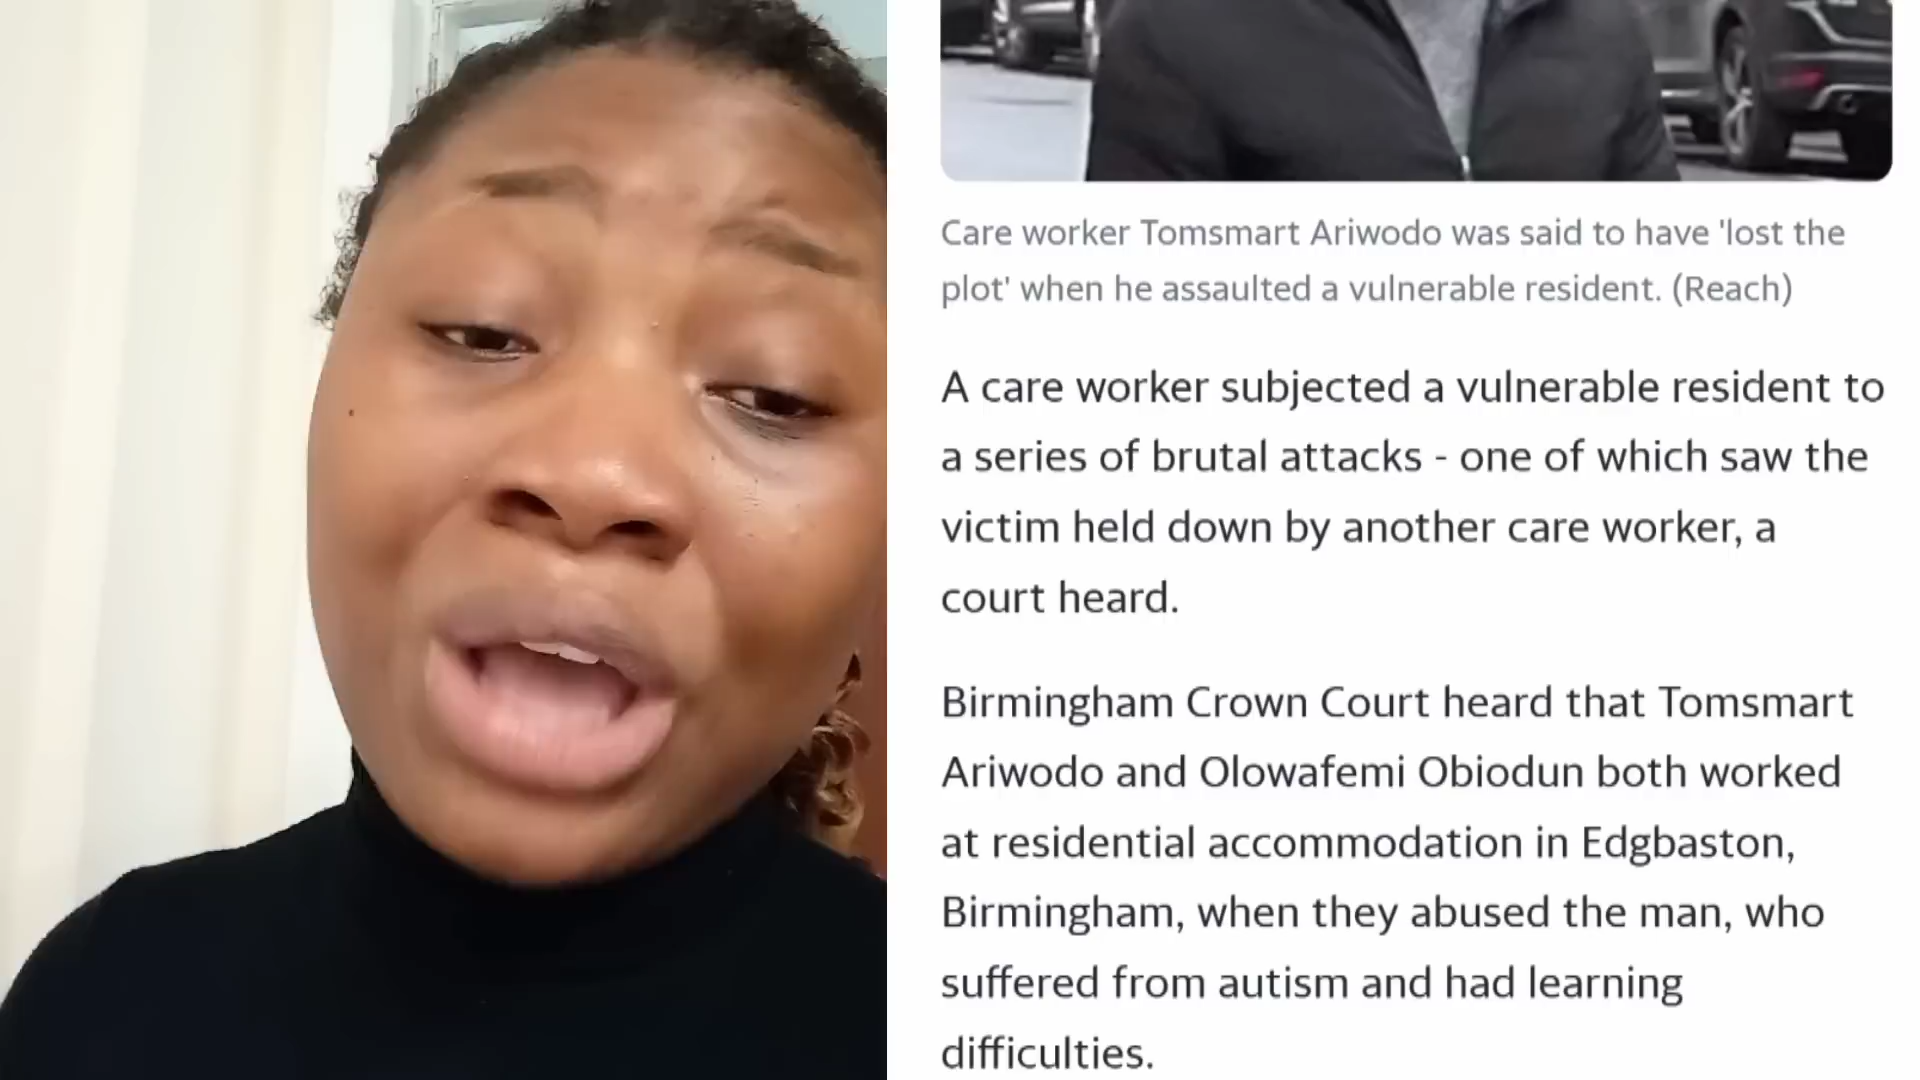 Care worker Tomsmart Ariwodo was said to have 'lost the
plot' when he assaulted a vulnerable resident. (Reach)
A care worker subjected a vulnerable resident to
a series of brutal attacks - one of which saw the
victim held down by another care worker, a
court heard.
Birmingham Crown Court heard that Tomsmart
Ariwodo and Olowafemi Obiodun both worked
at residential accommodation in Edgbaston,
Birmingham, when they abused the man, who
suffered from autism and had learning
difficulties.